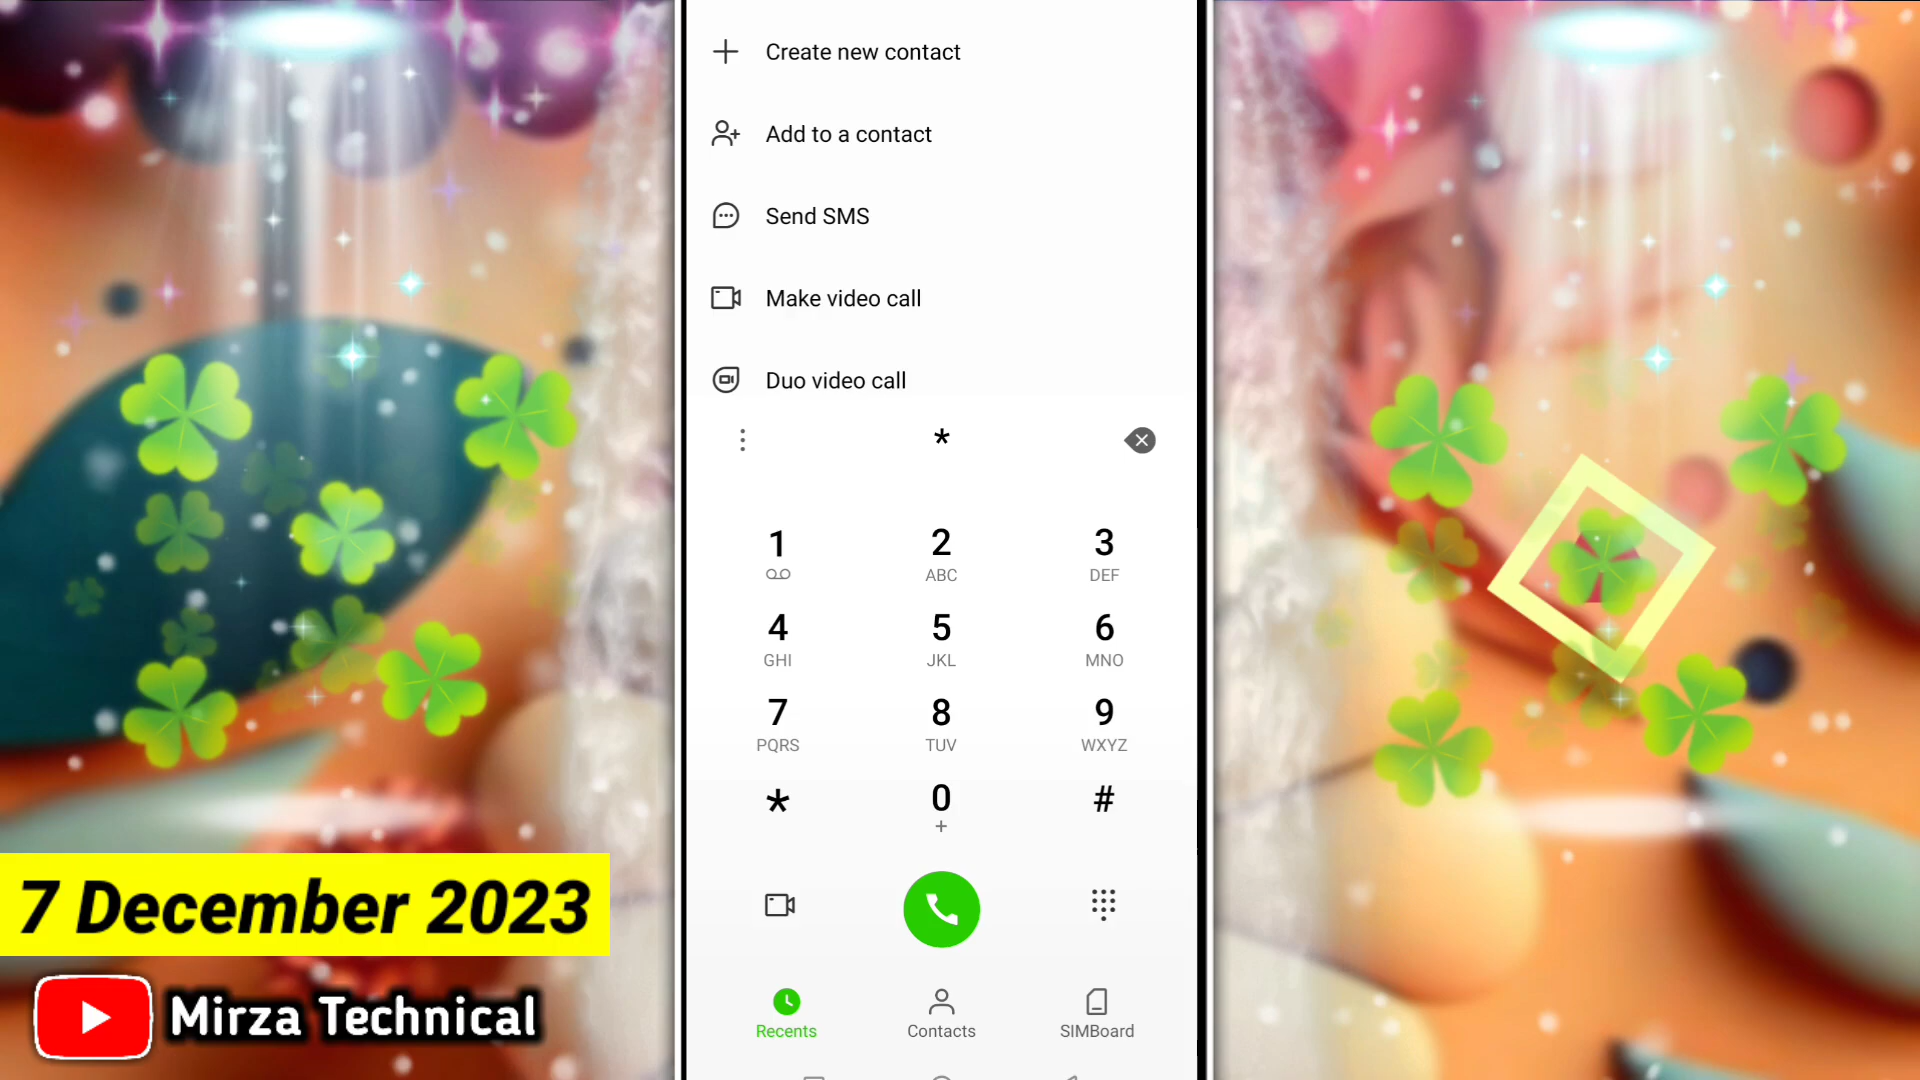 Create new contact
Add to a contact
Send SMS
Make video call
Duo video call
*
1 2 3
ABC DEF
4 5 6
GHI JKL MNO
7 8 9
PQRS TUV WXYZ
* 0 #
+
Recents Contacts SIMBoard
7 December 2023
Mirza Technical